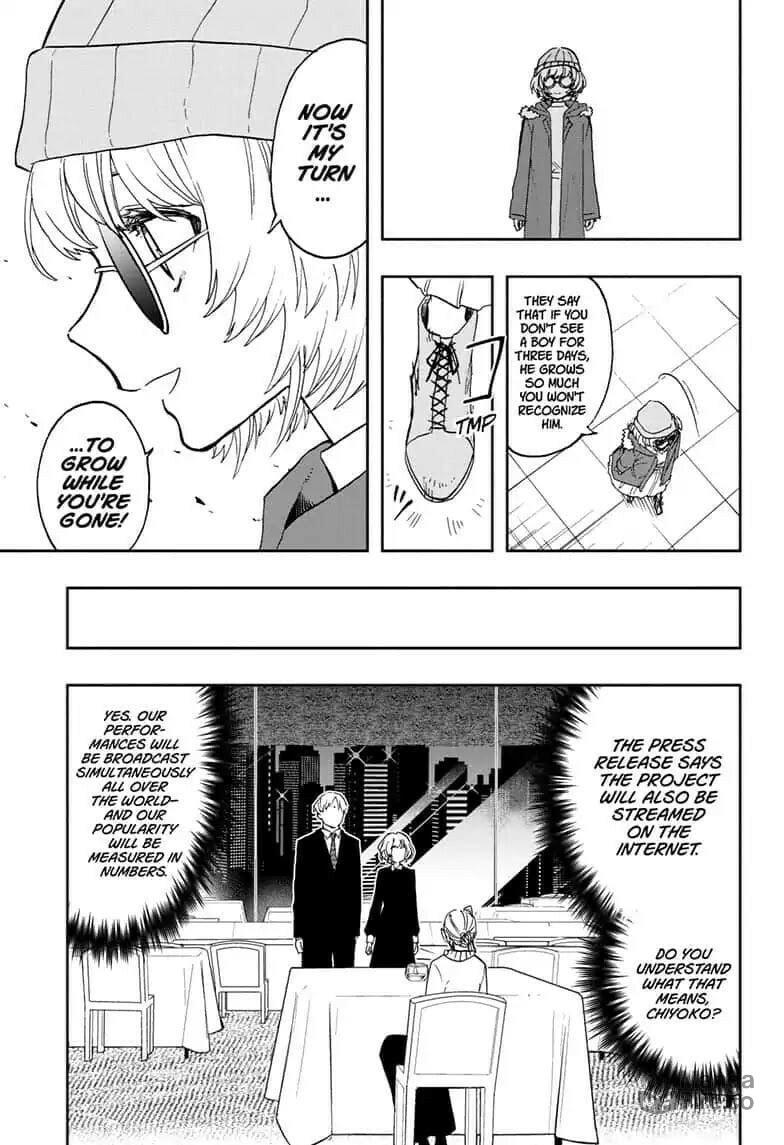 THEY SAY
THAT IF YOU
DON'T SEE
A BOY FOR
THREE DAYS,
HE GROWS
SO MUCH
YOU WON'T
RECOGNIZE
HIM.
TMP
NOW
IT'S
MY
TURN
...
...TO
GROW
WHILE
YOU'RE
GONE!
THE PRESS
RELEASE SAYS
THE PROJECT
WILL ALSO BE
STREAMED
ON THE
INTERNET.
DO YOU
UNDERSTAND
WHAT THAT
MEANS,
CHIYOKO?
YES. OUR
PERFOR-
MANCES WILL
BE BROADCAST
SIMULTANEOUSLY
ALL OVER
THE WORLD—
AND OUR
POPULARITY
WILL BE
MEASURED IN
NUMBERS.